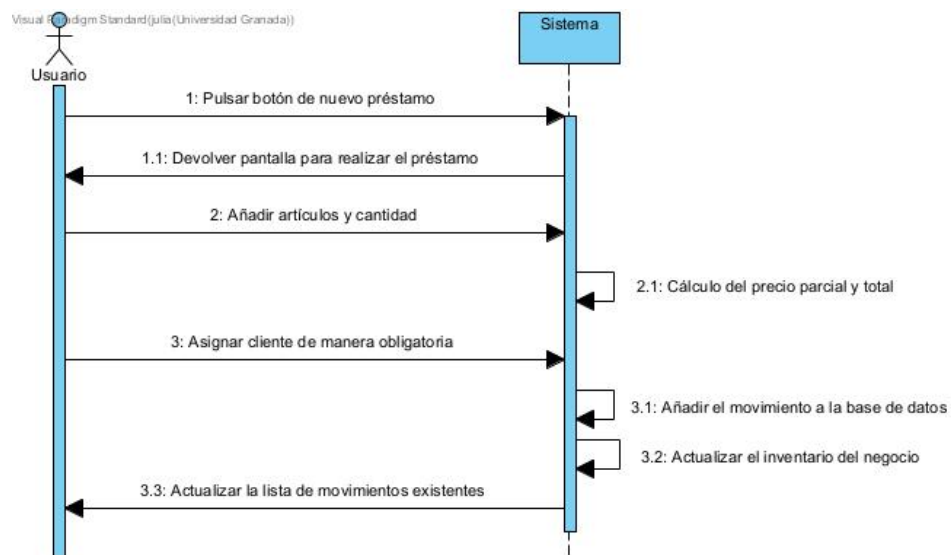 Visual Paradigm Standard(julia(Universidad Granada))
Sistema
Usuario
1: Pulsar botón de nuevo préstamo
1.1: Devolver pantalla para realizar el préstamo
2: Añadir artículos y cantidad
2.1: Cálculo del precio parcial y total
3: Asignar cliente de manera obligatoria
3.1: Añadir el movimiento a la base de datos
3.2: Actualizar el inventario del negocio
3.3: Actualizar la lista de movimientos existentes